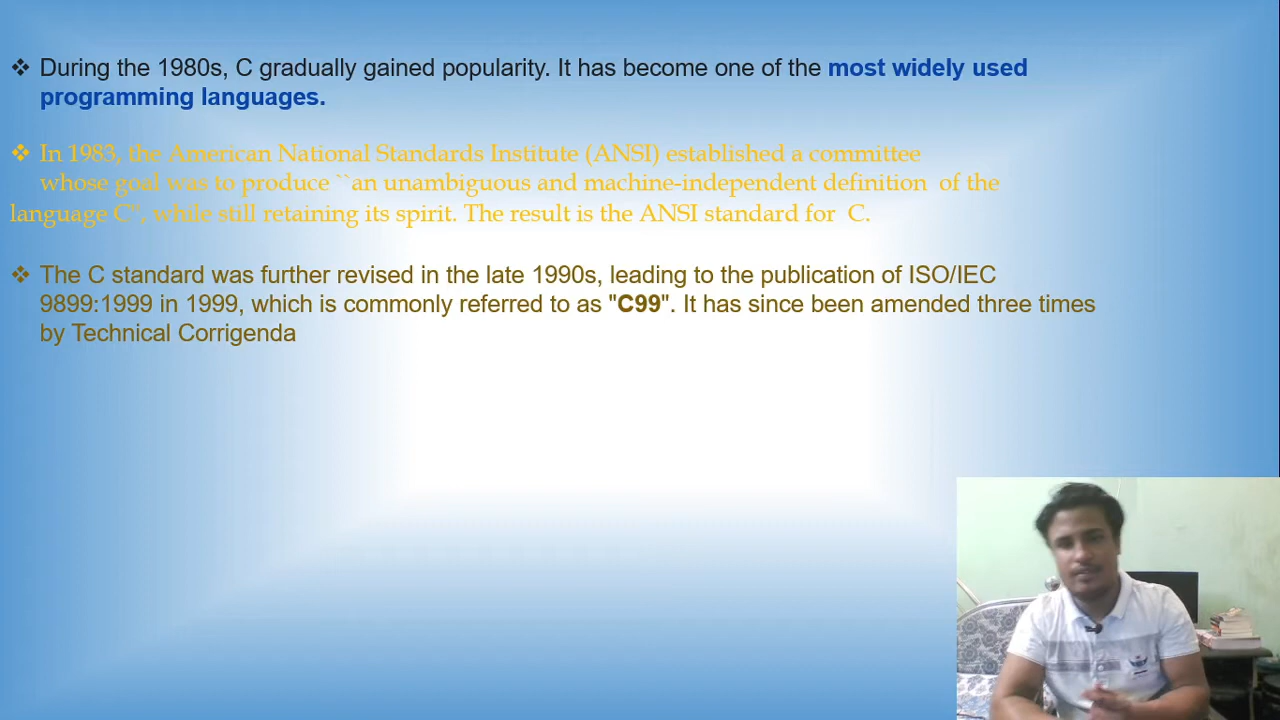 ❖ During the 1980s, C gradually gained popularity. It has become one of the most widely used
programming languages.
❖ In 1983, the American National Standards Institute (ANSI) established a committee
whose goal was to produce ``an unambiguous and machine-independent definition of the
language C'', while still retaining its spirit. The result is the ANSI standard for C.
❖ The C standard was further revised in the late 1990s, leading to the publication of ISO/IEC
9899:1999 in 1999, which is commonly referred to as "C99". It has since been amended three times
by Technical Corrigenda